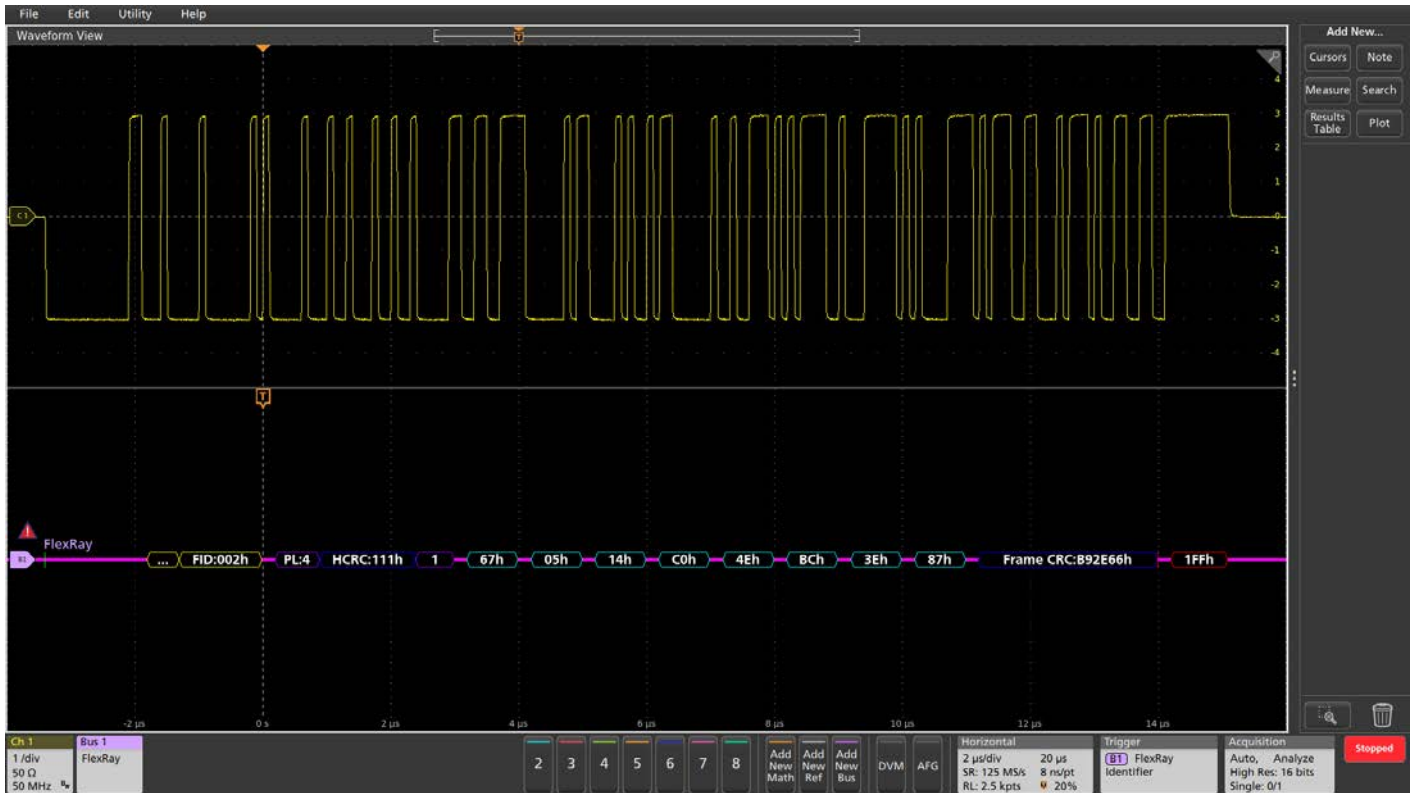 File Edit Utility Help
Waveform View
Add New...
Cursors Note
Measure Search
Results Table Plot
T
4
3
2
1
0
-1
-2
-3
-4
C1
T
FlexRay
B1
... FID:002h PL:4 HCRC:111h 1 67h 05h 14h C0h 4Eh BCh 3Eh 87h Frame CRC:B92E66h 1FFh
-2 µs 0 s 2 µs 4 µs 6 µs 8 µs 10 µs 12 µs 14 µs
Ch 1
1 /div
50 Ω
50 MHz Bw
Bus 1
FlexRay
2 3 4 5 6 7 8
Add New Math
Add New Ref
Add New Bus
DVM AFG
Horizontal
2 µs/div 20 µs
SR: 125 MS/s 8 ns/pt
RL: 2.5 kpts 20%
Trigger
B1 FlexRay
Identifier
Acquisition
Auto, Analyze
High Res: 16 bits
Single: 0/1
Stopped